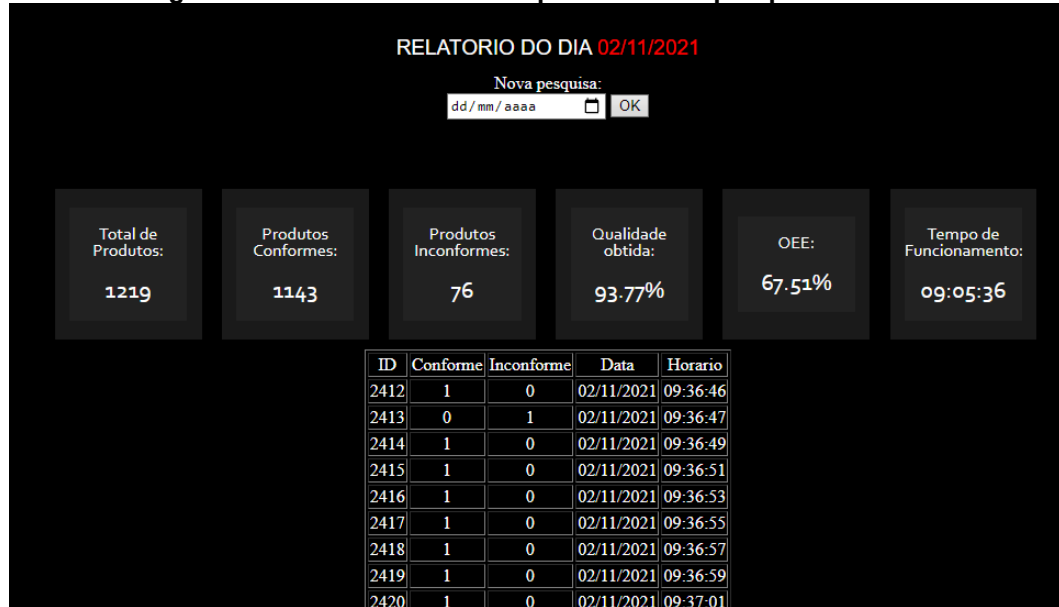 RELATORIO DO DIA 02/11/2021
Nova pesquisa:
dd/mm/aaaa OK
Total de
Produtos:
1219
Produtos
Conformes:
1143
Produtos
Inconformes:
76
Qualidade
obtida:
93.77%
OEE:
67.51%
Tempo de
Funcionamento:
09:05:36
ID Conforme Inconforme Data Horario
2412 1 0 02/11/2021 09:36:46
2413 0 1 02/11/2021 09:36:47
2414 1 0 02/11/2021 09:36:49
2415 1 0 02/11/2021 09:36:51
2416 1 0 02/11/2021 09:36:53
2417 1 0 02/11/2021 09:36:55
2418 1 0 02/11/2021 09:36:57
2419 1 0 02/11/2021 09:36:59
2420 1 0 02/11/2021 09:37:01